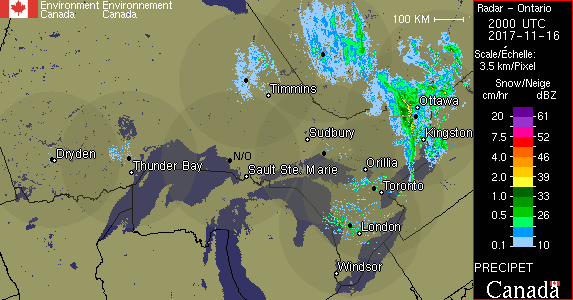 Environment Environnement
Canada Canada
100 KM
Timmins
Ottawa
Sudbury
Kingston
Dryden
N/O
Thunder Bay
Sault Ste. Marie
Orillia
Toronto
London
Windsor
Radar - Ontario
2000 UTC
2017-11-16
Scale/Échelle:
3.5 km/Pixel
Snow/Neige
cm/hr dBZ
20 61
7.5 57
5.5 52
4.0 46
2.0 39
1.0 33
0.5 26
0.1 10
PRECIPET
Canada